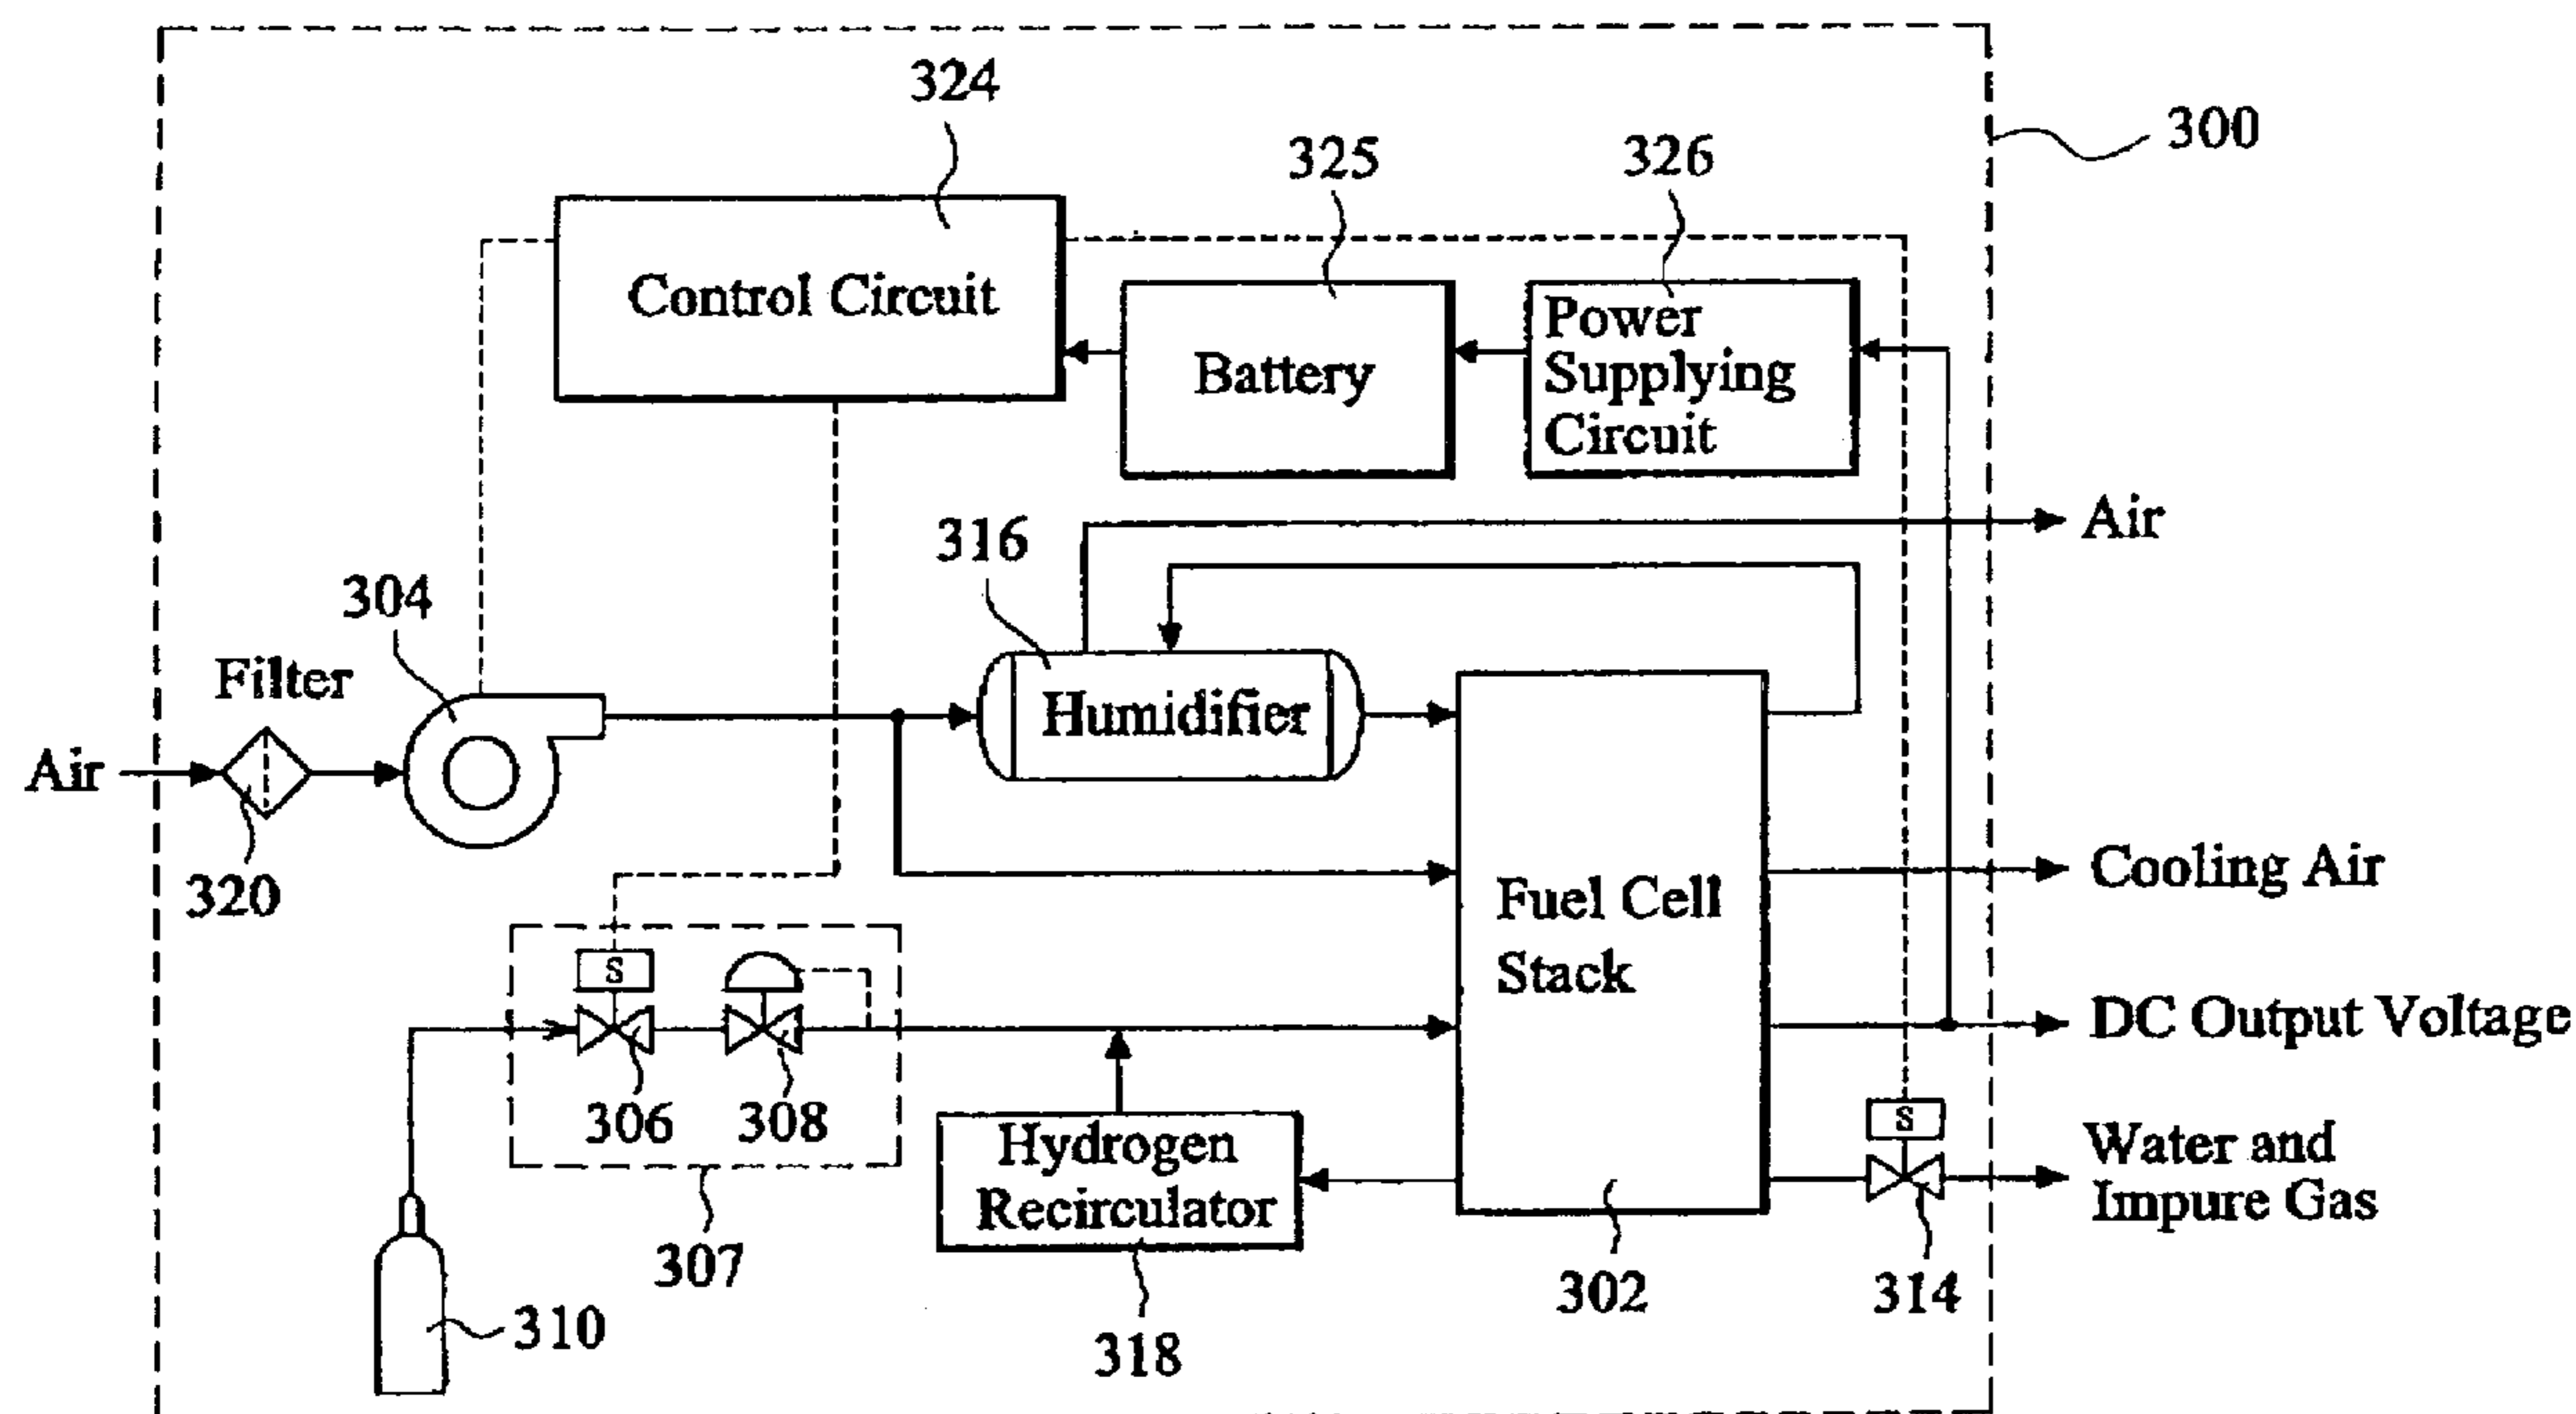 324
300
325
326
Control Circuit
Power
Supplying
Circuit
Battery
Air
316
304
Filter
Humidifier
Air
320
Cooling Air
Fuel Cell
Stack
S
DC Output Voltage
306
308
S
Hydrogen
Recirculator
Water and
Impure Gas
307
302
314
310
318